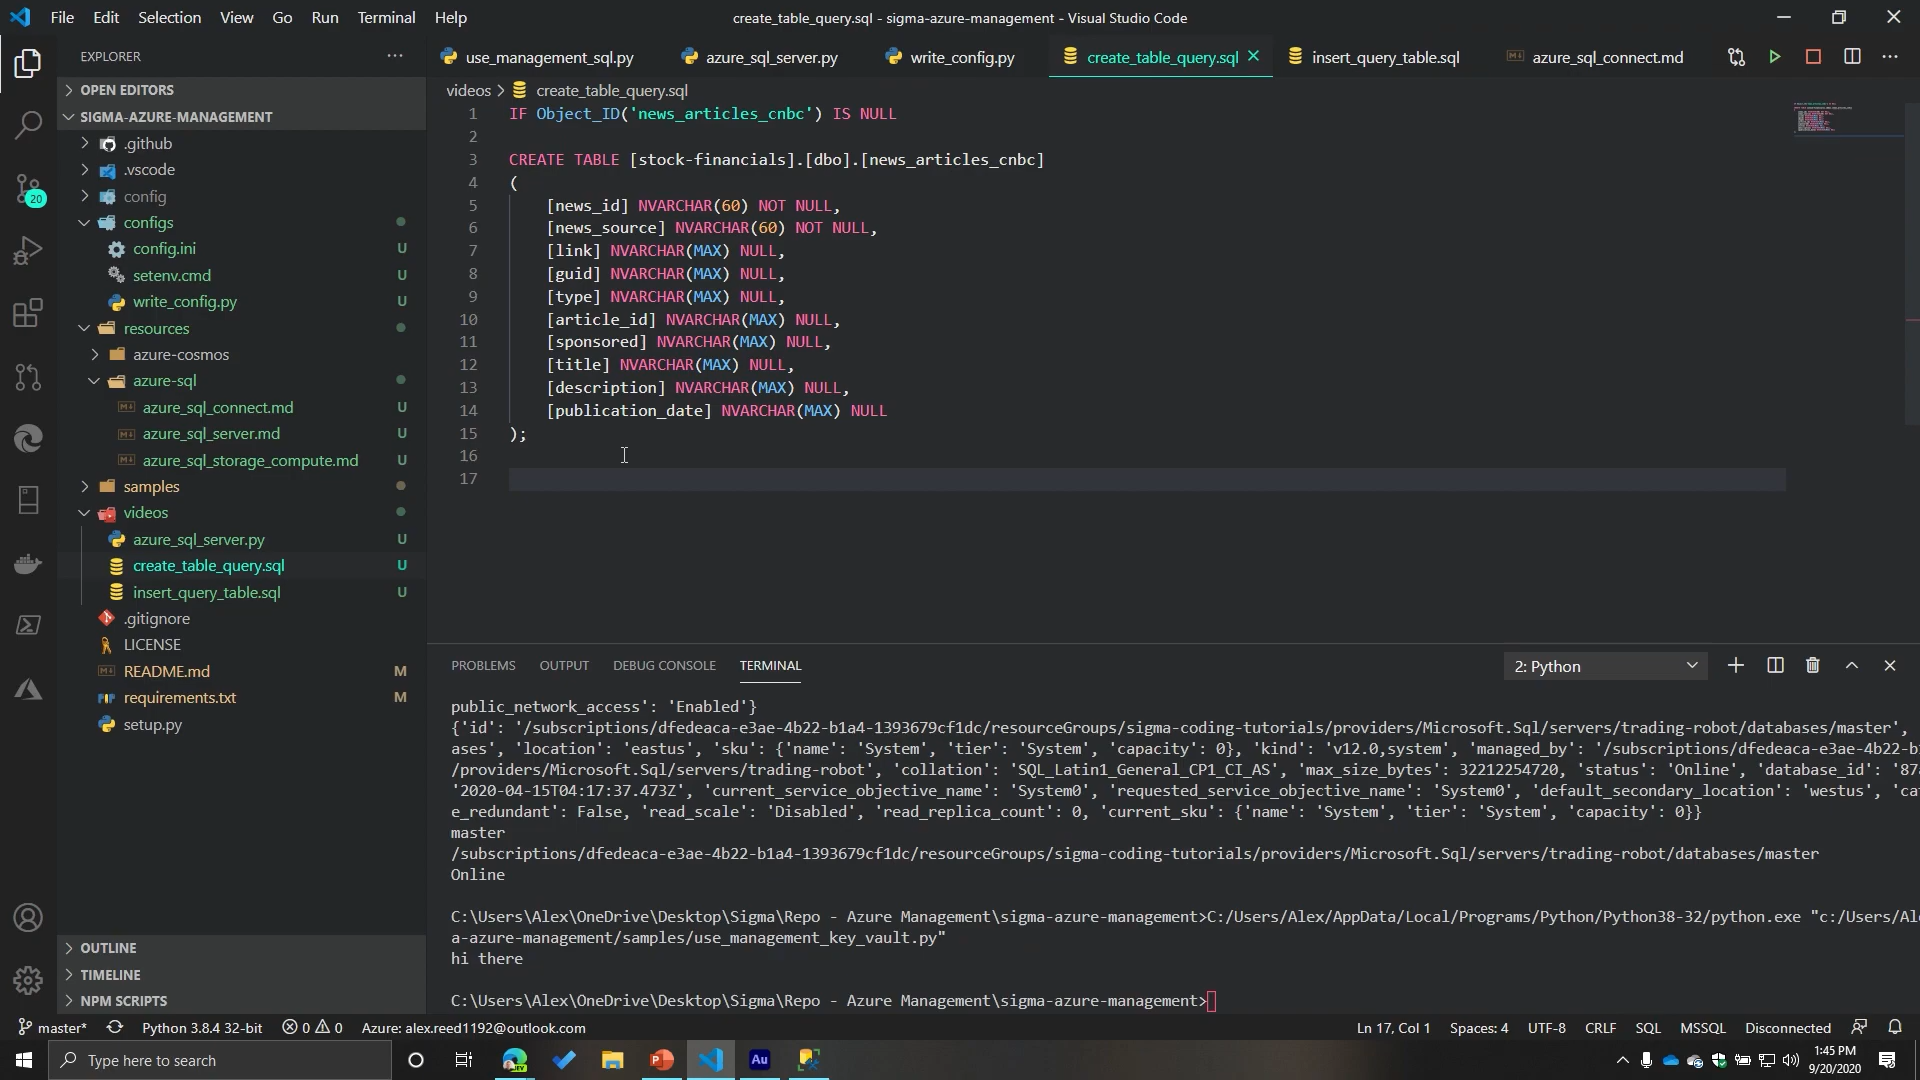 File Edit Selection View Go Run Terminal Help
create_table_query.sql - sigma-azure-management - Visual Studio Code
EXPLORER
OPEN EDITORS
SIGMA-AZURE-MANAGEMENT
.github
.vscode
config
configs
config.ini U
setenv.cmd U
write_config.py U
resources
azure-cosmos
azure-sql
azure_sql_connect.md U
azure_sql_server.md U
azure_sql_storage_compute.md U
samples
videos
azure_sql_server.py U
create_table_query.sql U
insert_query_table.sql U
.gitignore
LICENSE
README.md M
requirements.txt M
setup.py
OUTLINE
TIMELINE
NPM SCRIPTS
20
use_management_sql.py azure_sql_server.py write_config.py create_table_query.sql insert_query_table.sql azure_sql_connect.md
videos > create_table_query.sql
1 IF Object_ID('news_articles_cnbc') IS NULL
2
3 CREATE TABLE [stock-financials].[dbo].[news_articles_cnbc]
4 (
5 [news_id] NVARCHAR(60) NOT NULL,
6 [news_source] NVARCHAR(60) NOT NULL,
7 [link] NVARCHAR(MAX) NULL,
8 [guid] NVARCHAR(MAX) NULL,
9 [type] NVARCHAR(MAX) NULL,
10 [article_id] NVARCHAR(MAX) NULL,
11 [sponsored] NVARCHAR(MAX) NULL,
12 [title] NVARCHAR(MAX) NULL,
13 [description] NVARCHAR(MAX) NULL,
14 [publication_date] NVARCHAR(MAX) NULL
15 );
16
17
PROBLEMS OUTPUT DEBUG CONSOLE TERMINAL
2: Python
public_network_access': 'Enabled'}
{'id': '/subscriptions/dfedeaca-e3ae-4b22-b1a4-1393679cf1dc/resourceGroups/sigma-coding-tutorials/providers/Microsoft.Sql/servers/trading-robot/databases/master',
ases', 'location': 'eastus', 'sku': {'name': 'System', 'tier': 'System', 'capacity': 0}, 'kind': 'v12.0,system', 'managed_by': '/subscriptions/dfedeaca-e3ae-4b22-b1
/providers/Microsoft.Sql/servers/trading-robot', 'collation': 'SQL_Latin1_General_CP1_CI_AS', 'max_size_bytes': 32212254720, 'status': 'Online', 'database_id': '87
'2020-04-15T04:17:37.473Z', 'current_service_objective_name': 'System0', 'requested_service_objective_name': 'System0', 'default_secondary_location': 'westus', 'cat
e_redundant': False, 'read_scale': 'Disabled', 'read_replica_count': 0, 'current_sku': {'name': 'System', 'tier': 'System', 'capacity': 0}}
master
/subscriptions/dfedeaca-e3ae-4b22-b1a4-1393679cf1dc/resourceGroups/sigma-coding-tutorials/providers/Microsoft.Sql/servers/trading-robot/databases/master
Online
C:\Users\Alex\OneDrive\Desktop\Sigma\Repo - Azure Management\sigma-azure-management>C:/Users/Alex/AppData/Local/Programs/Python/Python38-32/python.exe "c:/Users/Al
a-azure-management/samples/use_management_key_vault.py"
hi there
C:\Users\Alex\OneDrive\Desktop\Sigma\Repo - Azure Management\sigma-azure-management>
master* Python 3.8.4 32-bit 0 0 Azure: alex.reed1192@outlook.com Ln 17, Col 1 Spaces: 4 UTF-8 CRLF SQL MSSQL Disconnected
Type here to search
Au
1:45 PM
9/20/2020